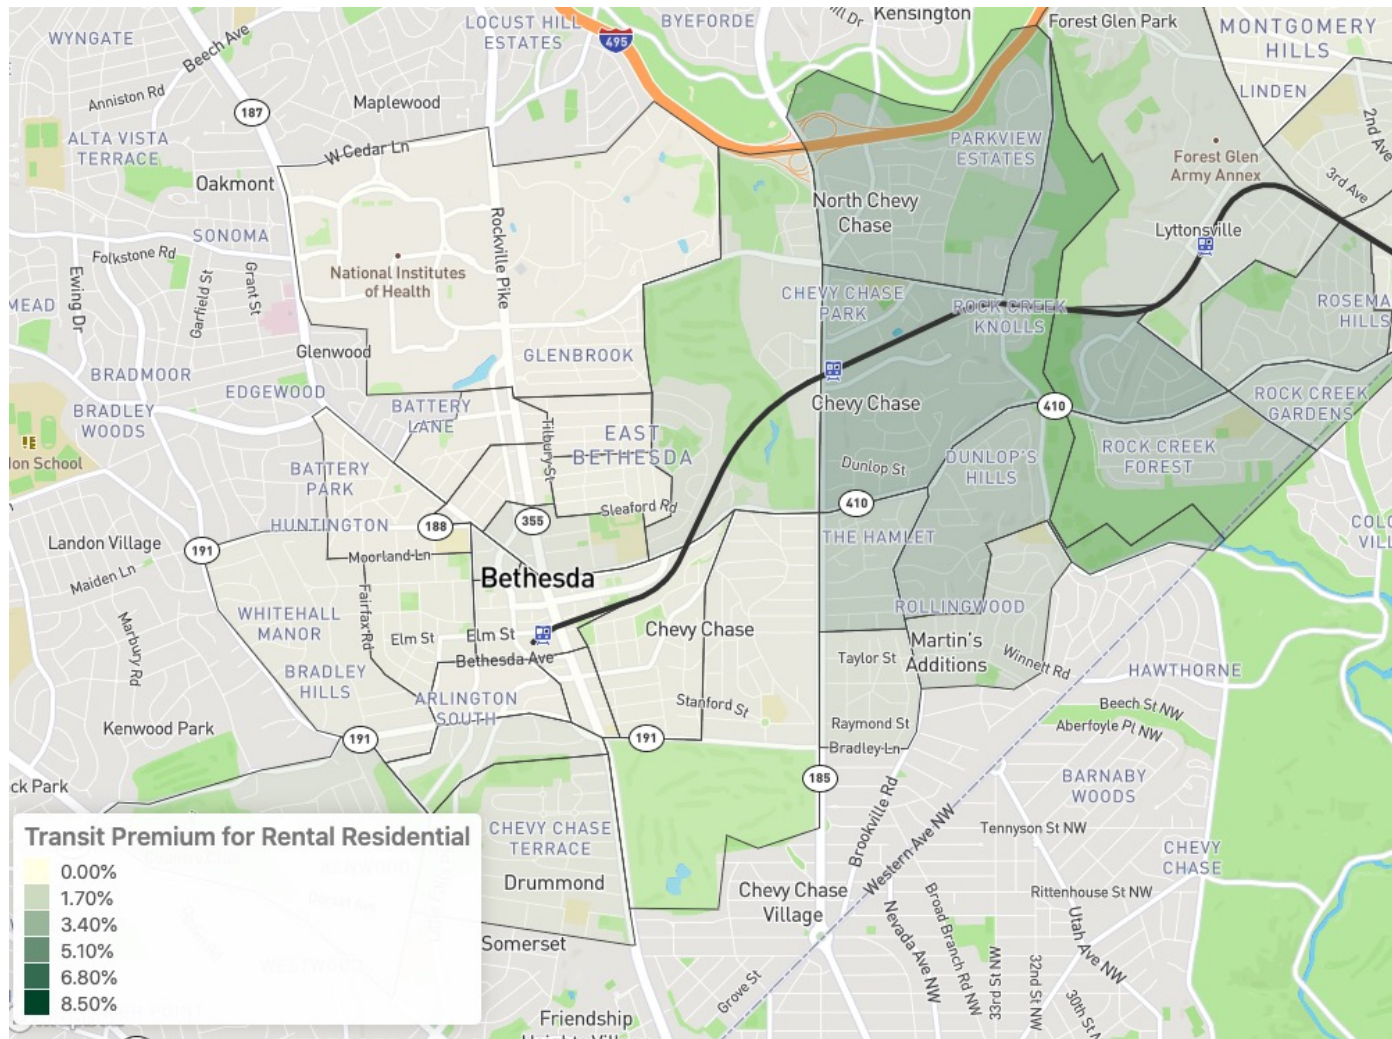 WYNGATE
Beech Ave
LOCUST HILL
ESTATES
495
BYEFORDE
Kensington
Forest Glen Park
MONTGOMERY
HILLS
Anniston Rd
187
Maplewood
LINDEN
2nd Ave
ALTA VISTA
TERRACE
W Cedar Ln
PARKVIEW
ESTATES
Forest Glen
Army Annex
3rd Ave
Oakmont
North Chevy
Chase
Rockville Pike
SONOMA
Lyttonsville
Folkstone Rd
Ewing Dr
Garfield St
Grant St
National Institutes
of Health
MEAD
CHEVY CHASE
PARK
ROCK CREEK
KNOLLS
ROSEMA
HILLS
Glenwood
GLENBROOK
BRADMOOR
EDGEWOOD
BRADLEY
WOODS
BATTERY
LANE
Chevy Chase
410
ROCK CREEK
GARDENS
Tilbury St
EAST
BETHESDA
on School
BATTERY
PARK
Dunlop St
DUNLOP'S
HILLS
ROCK CREEK
FOREST
410
Sleaford Rd
188
355
HUNTINGTON
THE HAMLET
COLO
VILL
Landon Village
191
Moorland-Ln
Maiden Ln
Bethesda
Fairfax Rd
Marbury Rd
WHITEHALL
MANOR
ROLLINGWOOD
Elm St
Elm St
Chevy Chase
Martin's
Additions
Bethesda Ave
Taylor St
Winnett Rd
HAWTHORNE
BRADLEY
HILLS
ARLINGTON
SOUTH
Stanford St
Beech St NW
Aberfoyle Pl NW
Kenwood Park
191
191
Raymond St
Bradley Ln
185
ck Park
BARNABY
WOODS
Brookville Rd
Western Ave NW
Tennyson St NW
CHEVY CHASE
TERRACE
CHEVY
CHASE
Drummond
Chevy Chase
Village
Rittenhouse St NW
Nevada Ave NW
Broad Branch Rd NW
33rd St NW
32nd St NW
Utah Ave NW
30th St
Somerset
Grove St
Friendship
Transit Premium for Rental Residential
0.00%
1.70%
3.40%
5.10%
6.80%
8.50%